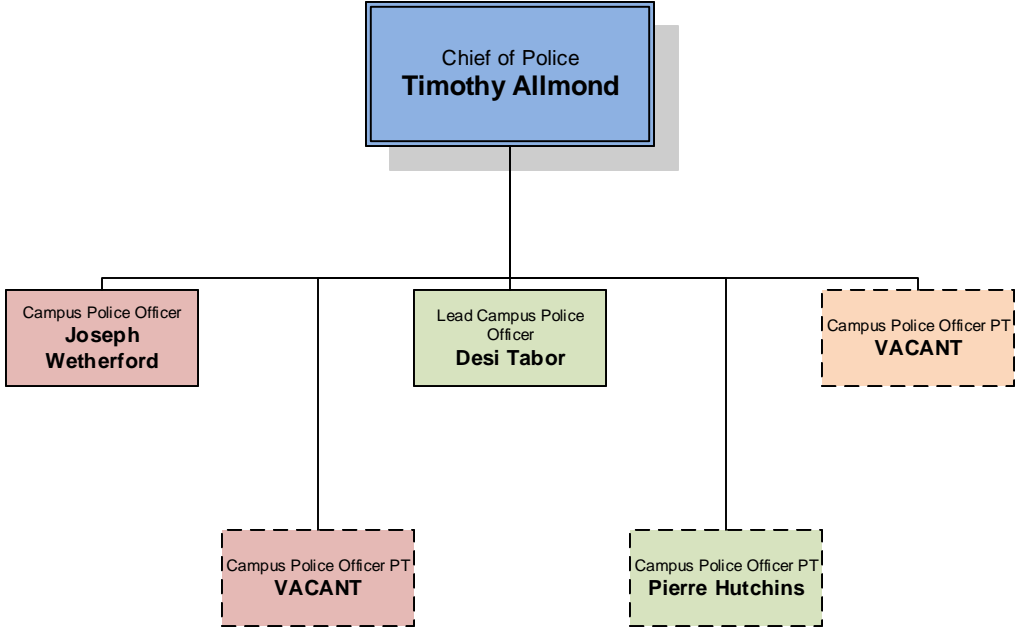 Chief of Police
Timothy Allmond
Campus Police Officer
Joseph
Wetherford
Lead Campus Police
Officer
Desi Tabor
Campus Police Officer PT
VACANT
Campus Police Officer PT
VACANT
Campus Police Officer PT
Pierre Hutchins